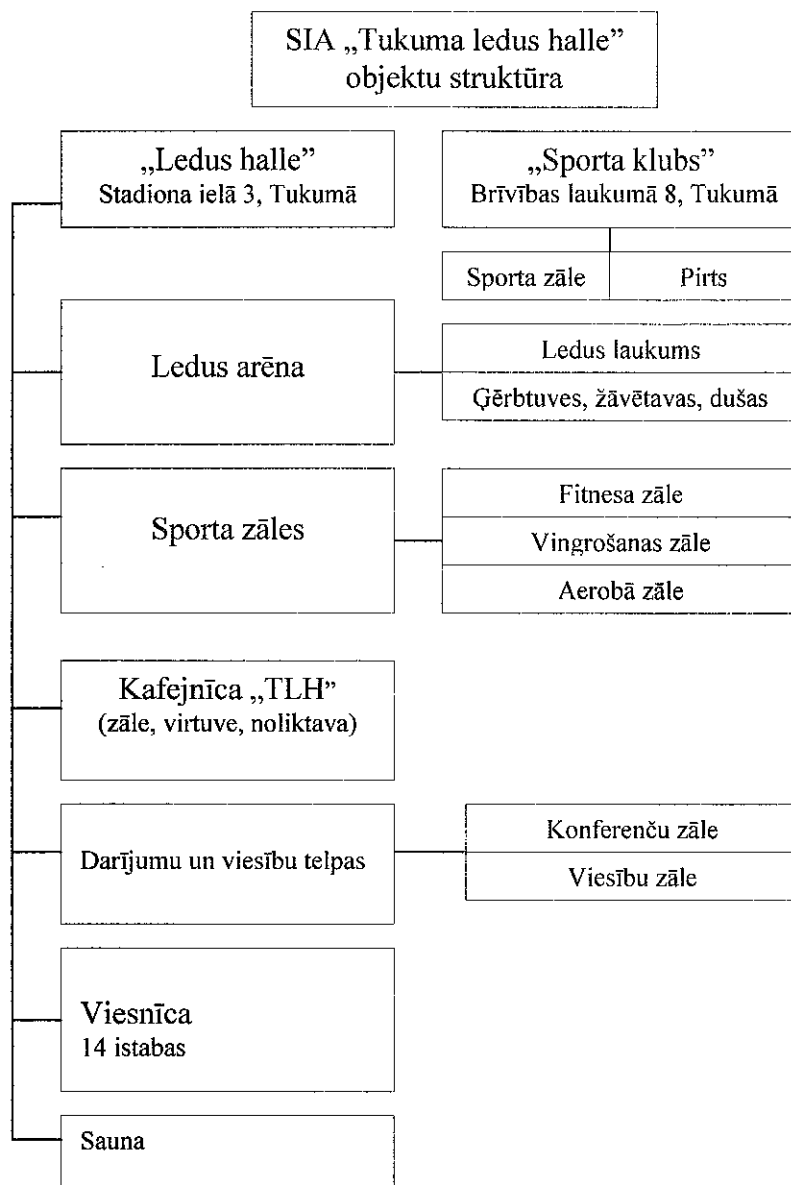 SIA „Tukuma ledus halle”
objektu struktūra
„Ledus halle”
Stadiona ielā 3, Tukumā
„Sporta klubs”
Brīvības laukumā 8, Tukumā
Sporta zāle
Pirts
Ledus arēna
Ledus laukums
Ģērbtuves, žāvētavas, dušas
Sporta zāles
Fitnesa zāle
Vingrošanas zāle
Aerobā zāle
Kafejnīca „TLH”
(zāle, virtuve, noliktava)
Darījumu un viesību telpas
Konferenču zāle
Viesību zāle
Viesnīca
14 istabas
Sauna